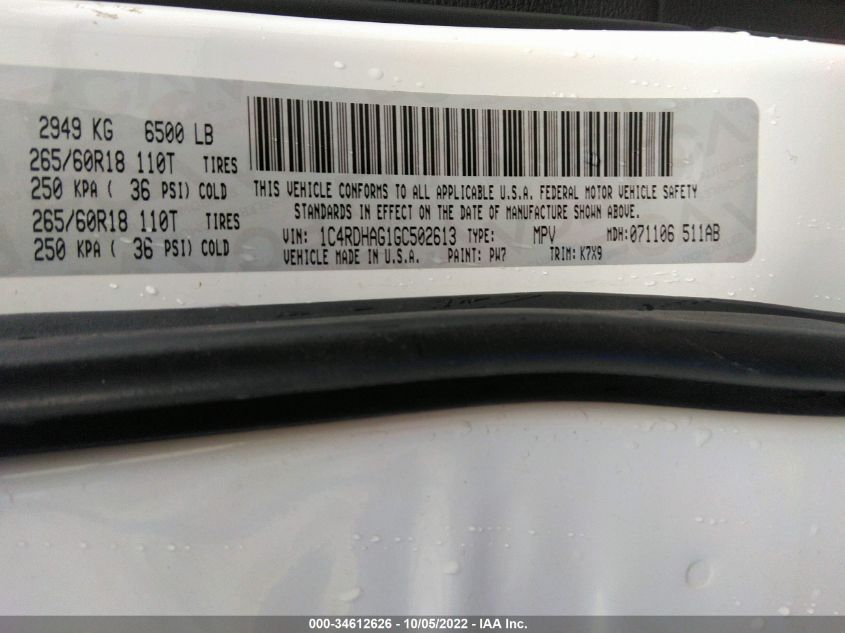 2949 KG 6500 LB
265/60R18 110T TIRES
250 KPA ( 36 PSI) COLD
265/60R18 110T TIRES
250 KPA ( 36 PSI) COLD
THIS VEHICLE CONFORMS TO ALL APPLICABLE U.S.A. FEDERAL MOTOR VEHICLE SAFETY
STANDARDS IN EFFECT ON THE DATE OF MANUFACTURE SHOWN ABOVE.
VIN: 1C4RDHAG1GC502613 TYPE: MPV MDH: 071106 511AB
VEHICLE MADE IN U.S.A. PAINT: PW7 TRIM: K7X9
000-34612626 - 10/05/2022 - IAA Inc.